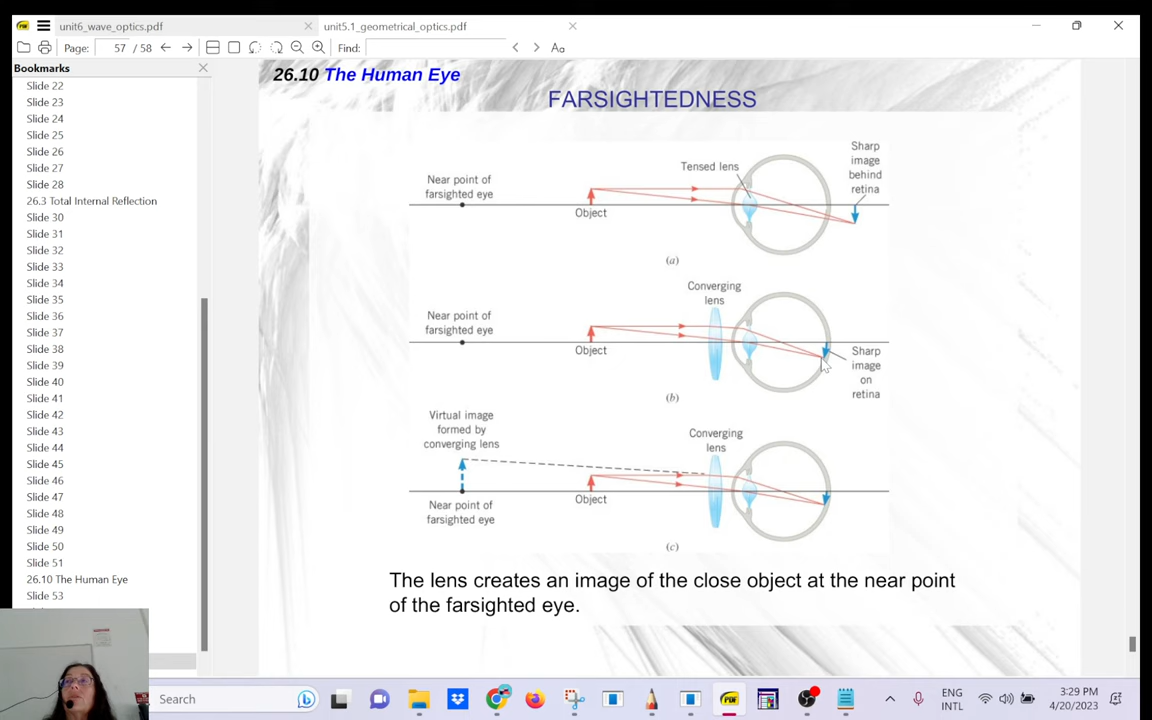 unit6_wave_optics.pdf
unit5.1_geometrical_optics.pdf
Page: 57 / 58
Find:
Aa
Bookmarks
Slide 22
Slide 23
Slide 24
Slide 25
Slide 26
Slide 27
Slide 28
26.3 Total Internal Reflection
Slide 30
Slide 31
Slide 32
Slide 33
Slide 34
Slide 35
Slide 36
Slide 37
Slide 38
Slide 39
Slide 40
Slide 41
Slide 42
Slide 43
Slide 44
Slide 45
Slide 46
Slide 47
Slide 48
Slide 49
Slide 50
Slide 51
26.10 The Human Eye
Slide 53
26.10 The Human Eye
FARSIGHTEDNESS
Near point of
farsighted eye
Object
Tensed lens
Sharp
image
behind
retina
(a)
Near point of
farsighted eye
Object
Converging
lens
Sharp
image
on
retina
(b)
Virtual image
formed by
converging lens
Near point of
farsighted eye
Object
Converging
lens
(c)
The lens creates an image of the close object at the near point
of the farsighted eye.
Search
PDF
ENG
INTL
3:29 PM
4/20/2023